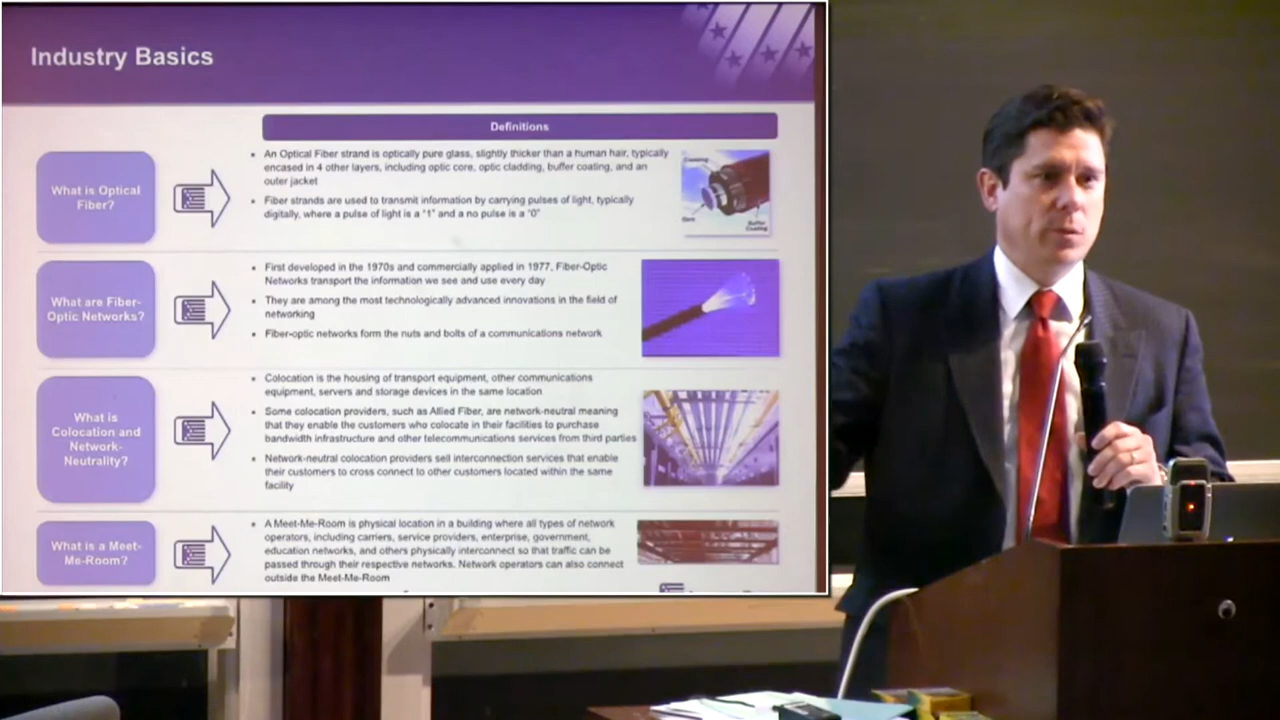 Industry Basics
Definitions
What is Optical
Fiber?
• An Optical Fiber strand is optically pure glass, slightly thicker than a human hair, typically
encased in 4 other layers, including optic core, optic cladding, buffer coating, and an
outer jacket
• Fiber strands are used to transmit information by carrying pulses of light, typically
digitally, where a pulse of light is a "1" and a no pulse is a "0"
Core
Buffer
Coating
What are Fiber-
Optic Networks?
• First developed in the 1970s and commercially applied in 1977, Fiber-Optic
Networks transport the information we see and use every day
• They are among the most technologically advanced innovations in the field of
networking
• Fiber-optic networks form the nuts and bolts of a communications network
What is
Colocation and
Network-
Neutrality?
• Colocation is the housing of transport equipment, other communications
equipment, servers and storage devices in the same location
• Some colocation providers, such as Allied Fiber, are network-neutral meaning
that they enable the customers who colocate in their facilities to purchase
bandwidth infrastructure and other telecommunications services from third parties
• Network-neutral colocation providers sell interconnection services that enable
their customers to cross connect to other customers located within the same
facility
What is a Meet-
Me-Room?
• A Meet-Me-Room is physical location in a building where all types of network
operators, including carriers, service providers, enterprise, government,
education networks, and others physically interconnect so that traffic can be
passed through their respective networks. Network operators can also connect
outside the Meet-Me-Room